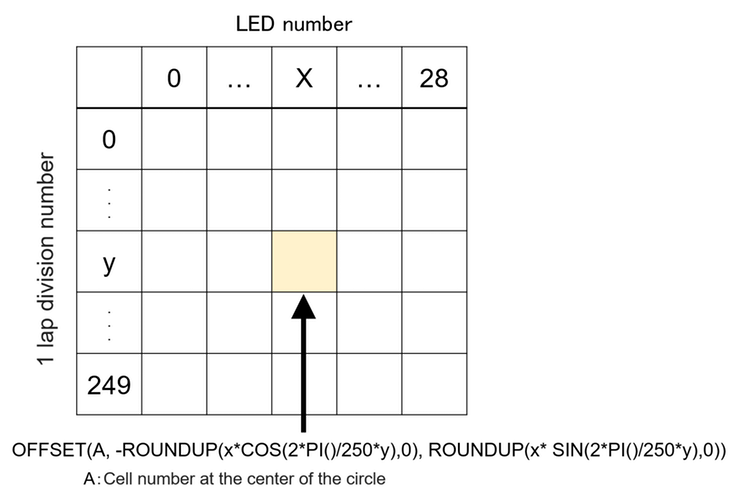 LED number
0 … X … 28
1 lap division number
0
⋮
y
⋮
249
OFFSET(A, -ROUNDUP(x*COS(2*PI()/250*y),0), ROUNDUP(x* SIN(2*PI()/250*y),0))
A:Cell number at the center of the circle